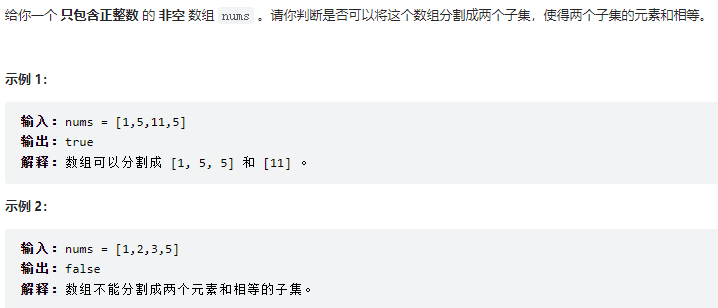 给你一个 只包含正整数 的 非空 数组 nums 。请你判断是否可以将这个数组分割成两个子集，使得两个子集的元素和相等。
示例 1：
输入：nums = [1,5,11,5]
输出：true
解释：数组可以分割成 [1, 5, 5] 和 [11] 。
示例 2：
输入：nums = [1,2,3,5]
输出：false
解释：数组不能分割成两个元素和相等的子集。